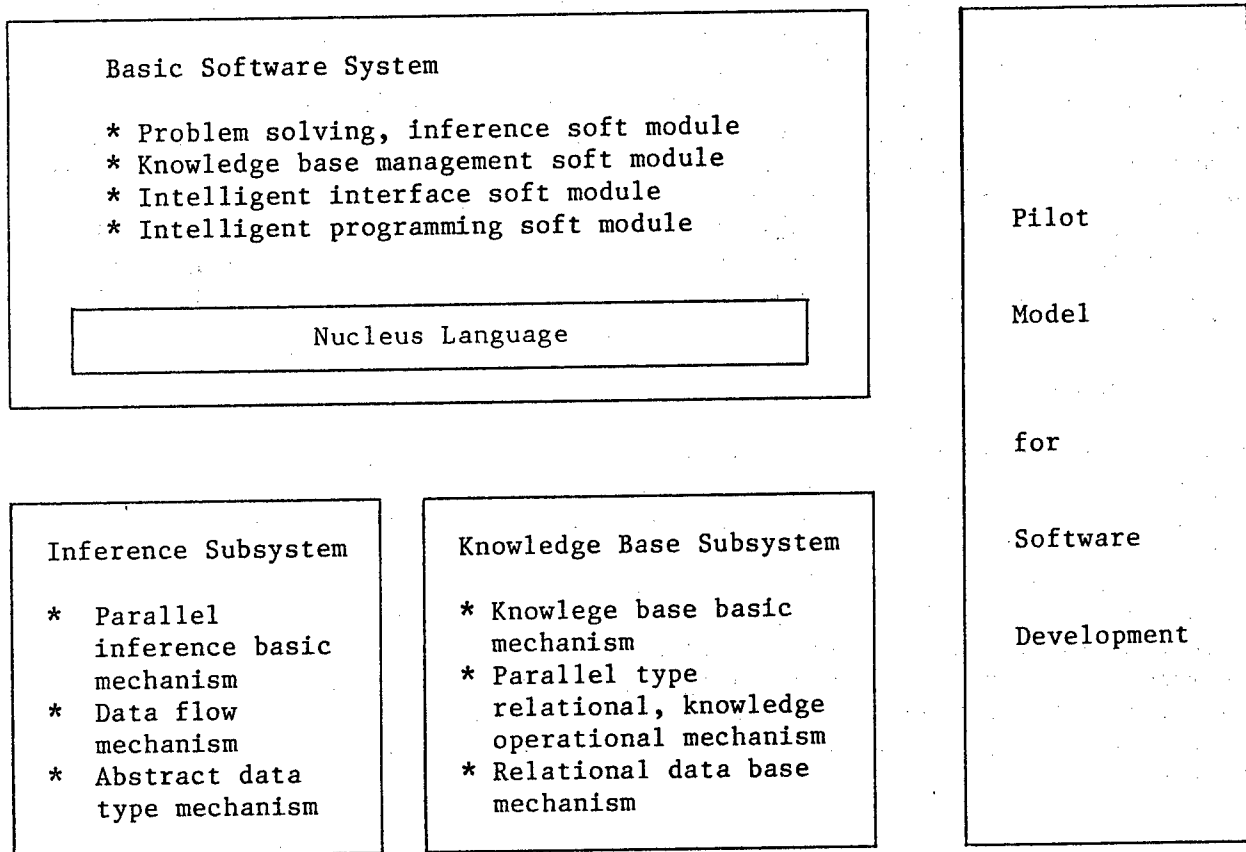 Basic Software System
* Problem solving, inference soft module
* Knowledge base management soft module
* Intelligent interface soft module
* Intelligent programming soft module
Nucleus Language
Inference Subsystem
* Parallel
inference basic
mechanism
* Data flow
mechanism
* Abstract data
type mechanism
Knowledge Base Subsystem
* Knowlege base basic
mechanism
* Parallel type
relational, knowledge
operational mechanism
* Relational data base
mechanism
Pilot
Model
for
Software
Development